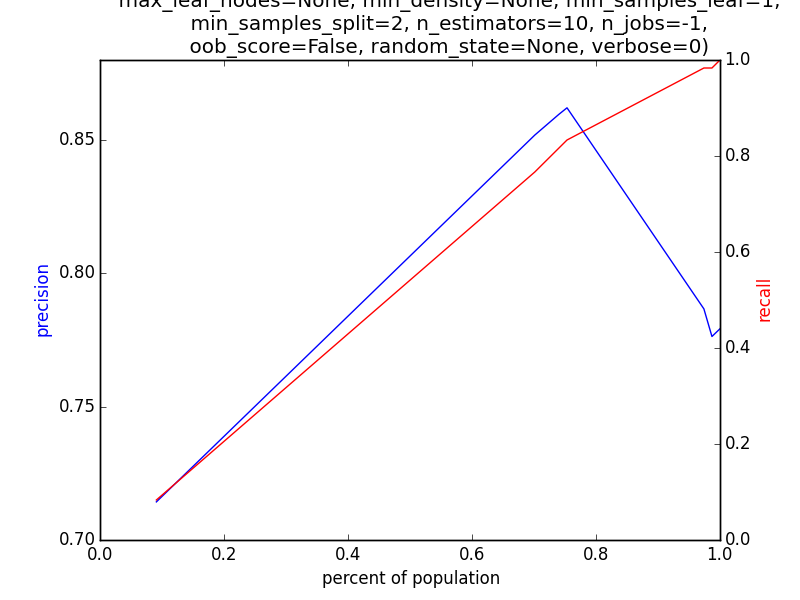 max_leaf_nodes=None, min_density=None, min_samples_leaf=1,
min_samples_split=2, n_estimators=10, n_jobs=-1,
oob_score=False, random_state=None, verbose=0)
0.85
0.80
0.75
0.70
precision
1.0
0.8
0.6
0.4
0.2
0.0
recall
0.0 0.2 0.4 0.6 0.8 1.0
percent of population